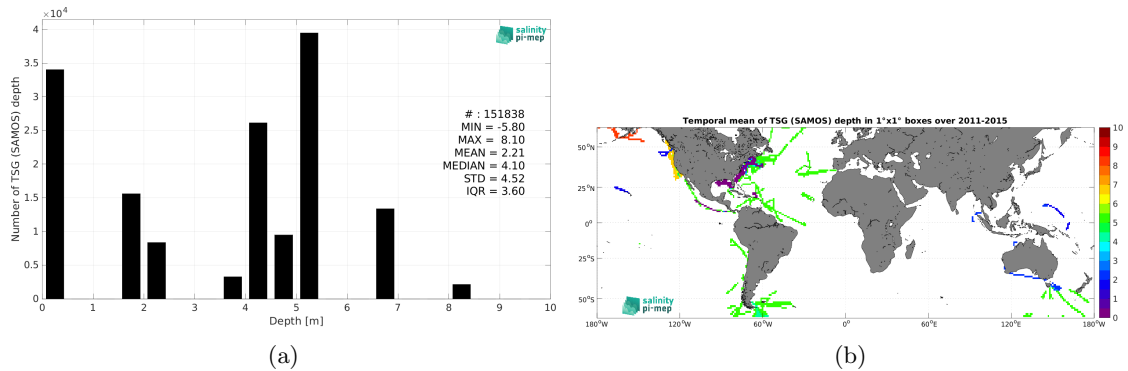 ×10⁴
4
3.5
3
2.5
2
1.5
1
0.5
0
Number of TSG (SAMOS) depth
0 1 2 3 4 5 6 7 8 9 10
Depth [m]
salinity
pi-mep
# : 151838
MIN = -5.80
MAX = 8.10
MEAN = 2.21
MEDIAN = 4.10
STD = 4.52
IQR = 3.60
(a)
Temporal mean of TSG (SAMOS) depth in 1°x1° boxes over 2011-2015
50°N
25°N
0°
25°S
50°S
180°W 120°W 60°W 0°E 60°E 120°E 180°E
salinity
pi-mep
10
9
8
7
6
5
4
3
2
1
0
(b)